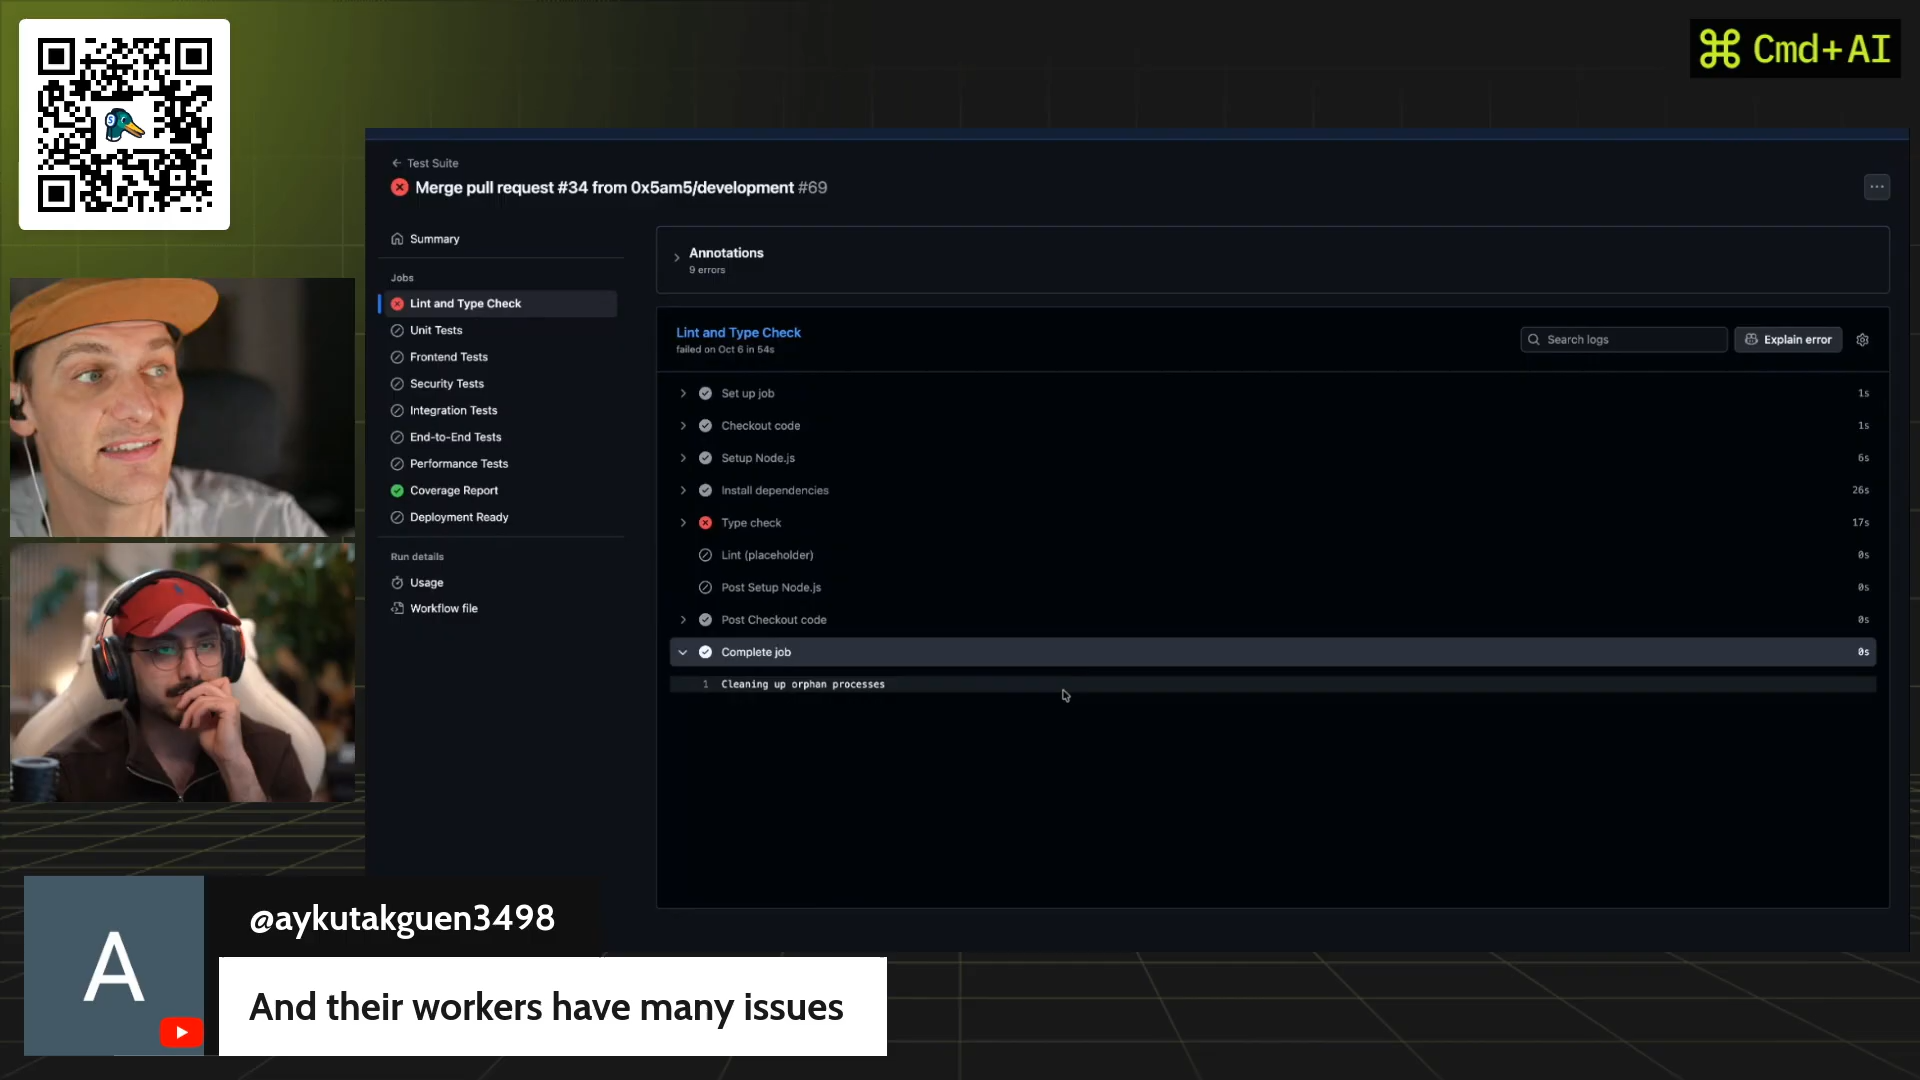 Cmd+AI
Test Suite
Merge pull request #34 from 0x5am5/development #69
Summary
Jobs
Lint and Type Check
Unit Tests
Frontend Tests
Security Tests
Integration Tests
End-to-End Tests
Performance Tests
Coverage Report
Deployment Ready
Run details
Usage
Workflow file
Annotations
9 errors
Lint and Type Check
failed on Oct 6 in 54s
Search logs
Explain error
Set up job 1s
Checkout code 1s
Setup Node.js 6s
Install dependencies 26s
Type check 17s
Lint (placeholder) 0s
Post Setup Node.js 0s
Post Checkout code 0s
Complete job 0s
1 Cleaning up orphan processes
A
@aykutakguen3498
And their workers have many issues